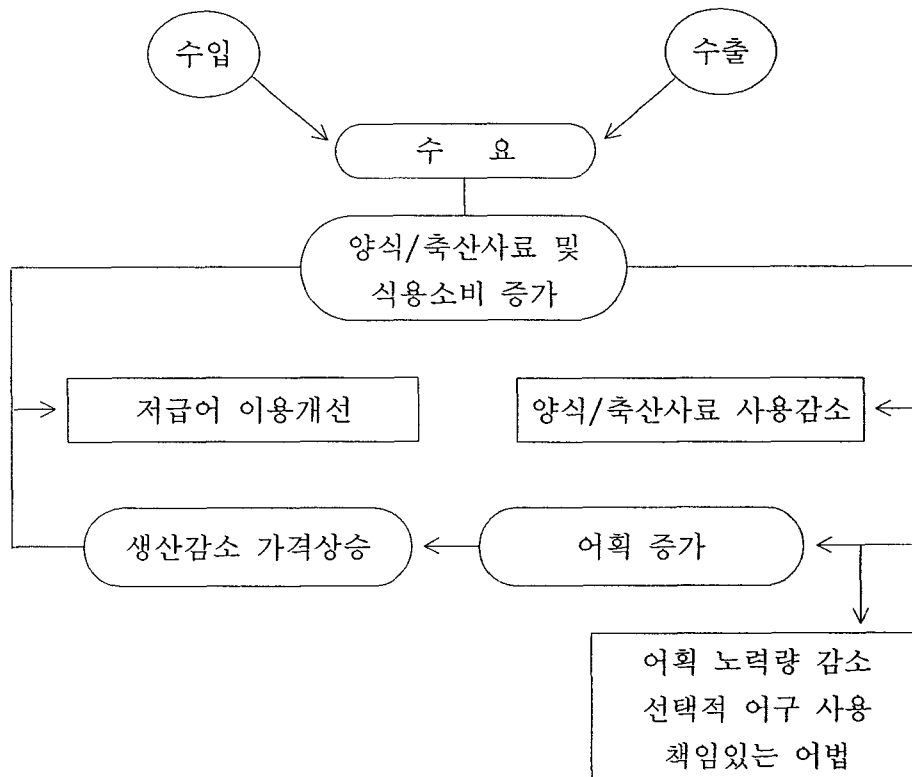 수입
수출
수 요
양식/축산사료 및
식용소비 증가
저급어 이용개선
양식/축산사료 사용감소
생산감소 가격상승
어획 증가
어획 노력량 감소
선택적 어구 사용
책임있는 어법